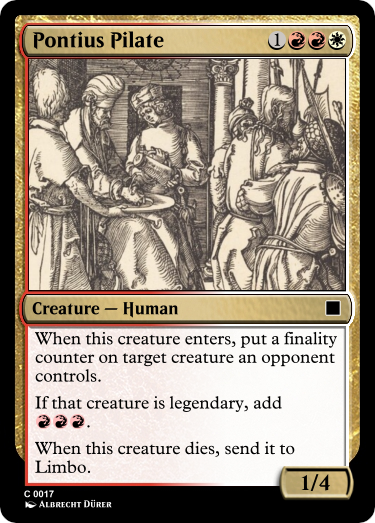 Pontius Pilate 1
Creature — Human
When this creature enters, put a finality
counter on target creature an opponent
controls.
If that creature is legendary, add
.
When this creature dies, send it to
Limbo.
1/4
C 0017
Albrecht Dürer